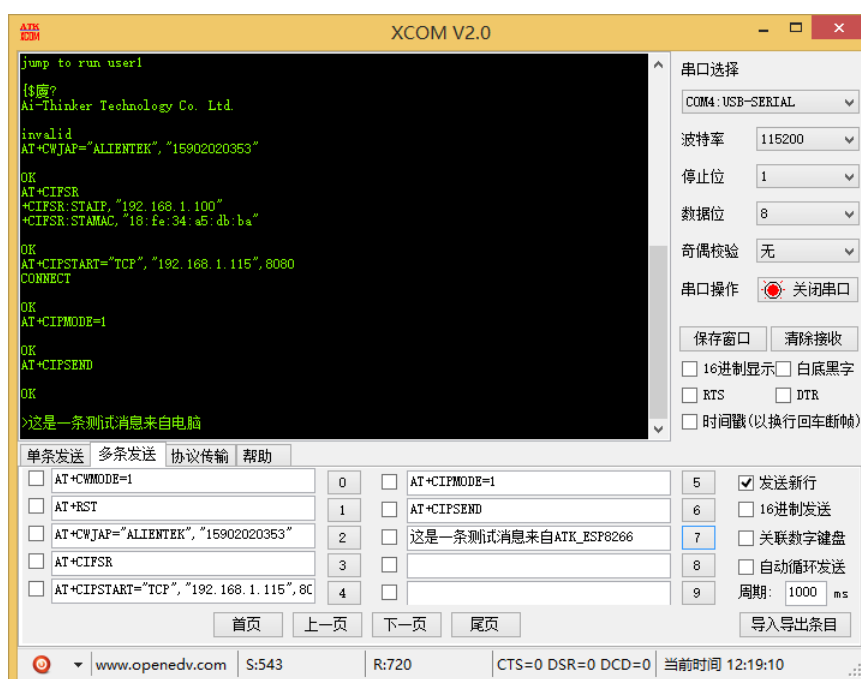 ATK
XCOM
XCOM V2.0
jump to run user1
Ai-Thinker Technology Co. Ltd.
invalid
AT+CWJAP="ALIENTEK","15902020353"
OK
AT+CIFSR
+CIFSR:STAIP,"192.168.1.100"
+CIFSR:STAMAC,"18:fe:34:a5:db:ba"
OK
AT+CIPSTART="TCP","192.168.1.115",8080
CONNECT
OK
AT+CIPMODE=1
OK
AT+CIPSEND
OK
>这是一条测试消息来自电脑
串口选择
COM4:USB-SERIAL
波特率 115200
停止位 1
数据位 8
奇偶校验 无
串口操作 关闭串口
保存窗口 清除接收
16进制显示 白底黑字
RTS DTR
时间戳(以换行回车断帧)
单条发送 多条发送 协议传输 帮助
AT+CWMODE=1 0 AT+CIPMODE=1 5 发送新行
AT+RST 1 AT+CIPSEND 6 16进制发送
AT+CWJAP="ALIENTEK","15902020353" 2 这是一条测试消息来自ATK_ESP8266 7 关联数字键盘
AT+CIFSR 3 8 自动循环发送
AT+CIPSTART="TCP","192.168.1.115",80 4 9 周期: 1000 ms
首页 上一页 下一页 尾页 导入导出条目
www.openedv.com S:543 R:720 CTS=0 DSR=0 DCD=0 当前时间 12:19:10